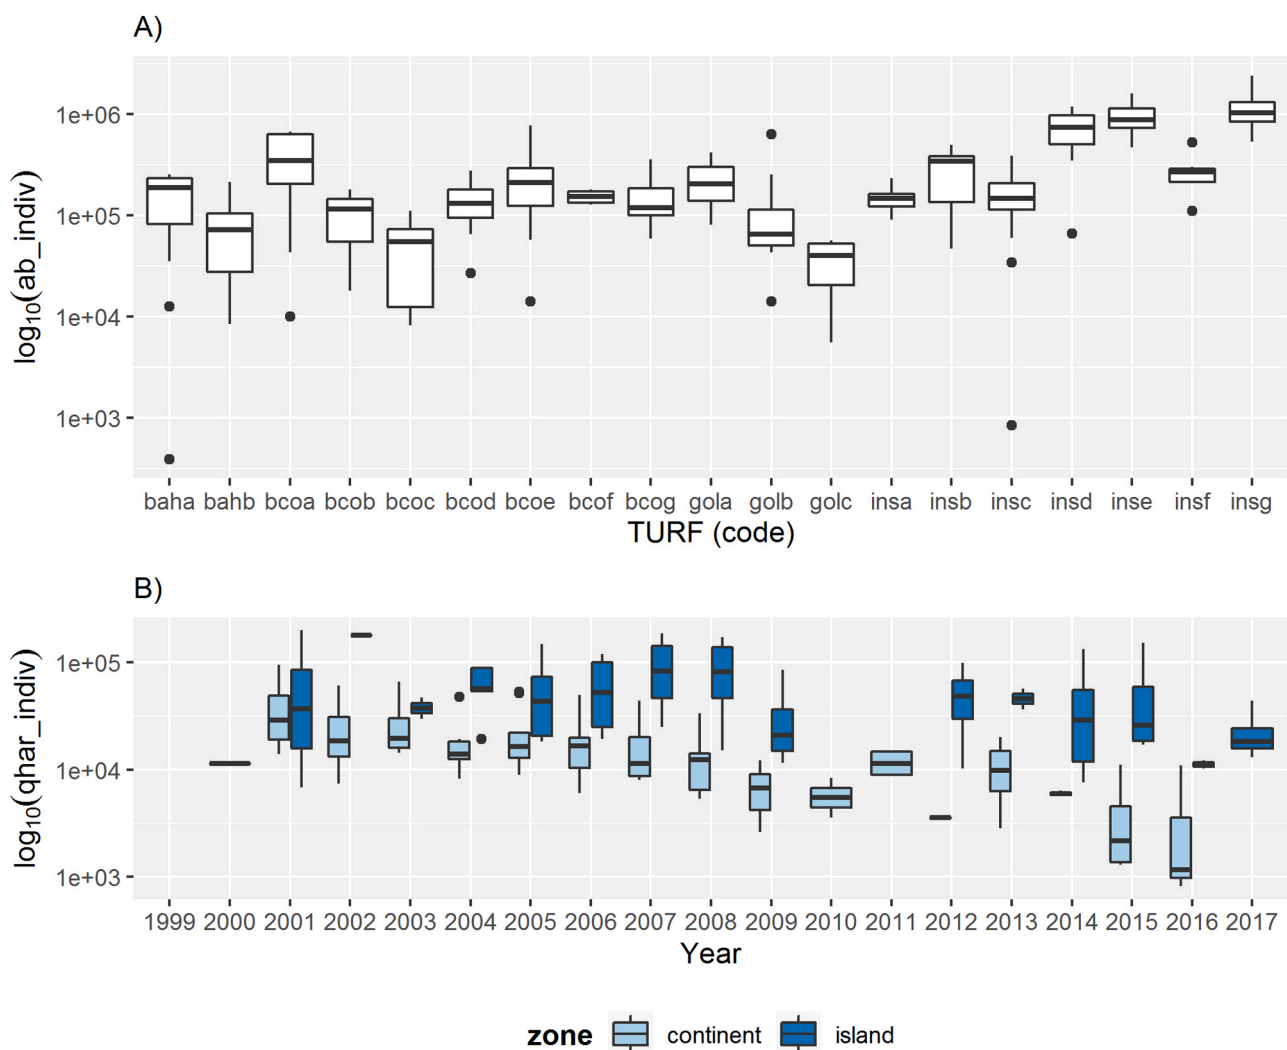 A)
log₁₀(ab_indiv)
1e+06
1e+05
1e+04
1e+03
baha bahb bcoa bcob bcoc bcod bcoe bcof bcog gola golb golc insa insb insc insd inse insf insg
TURF (code)
B)
log₁₀(qhar_indiv)
1e+05
1e+04
1e+03
1999 2000 2001 2002 2003 2004 2005 2006 2007 2008 2009 2010 2011 2012 2013 2014 2015 2016 2017
Year
zone continent island